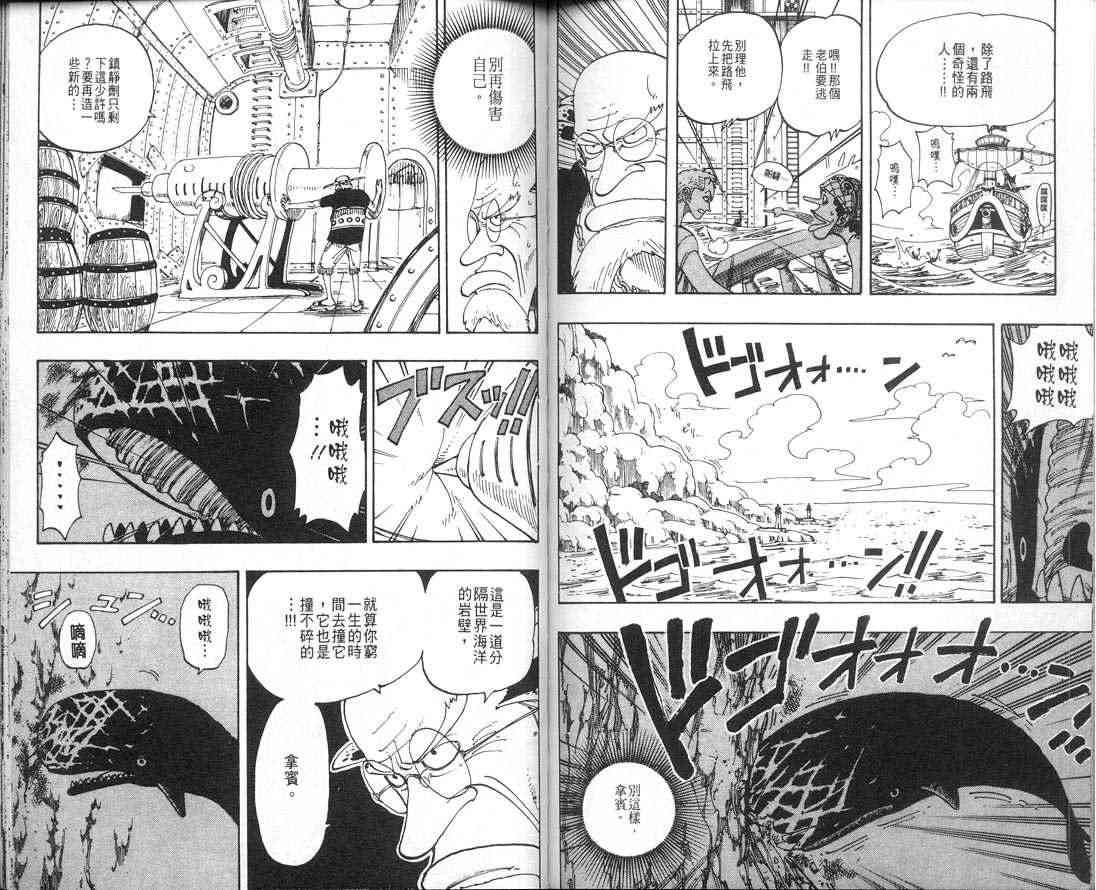 除了路飛
，還有兩
個奇怪的
人……!!
嗚嘎…
嗚嘎…
喂!!那個
老伯要逃
走!!
別理他，
先把路飛
拉上來。
哦哦
哦哦
哦哦
ドゴオォ…ン
ドゴオォ…ン!!
ドゴオォオォ…ン!!
別這樣，
拿賓。
別再傷害
自己。
鎮靜劑只剩
下這少許嗎
？要再造一
些新的…
ブスッ!!
哦哦哦
…!!
……
這是一道分
隔世界海洋
的岩壁，
就算你窮
一生的時
間去撞它
，它也是
撞不碎的
…!!!
拿賓。
シュン…
哦哦
哦…
嘀
嘀